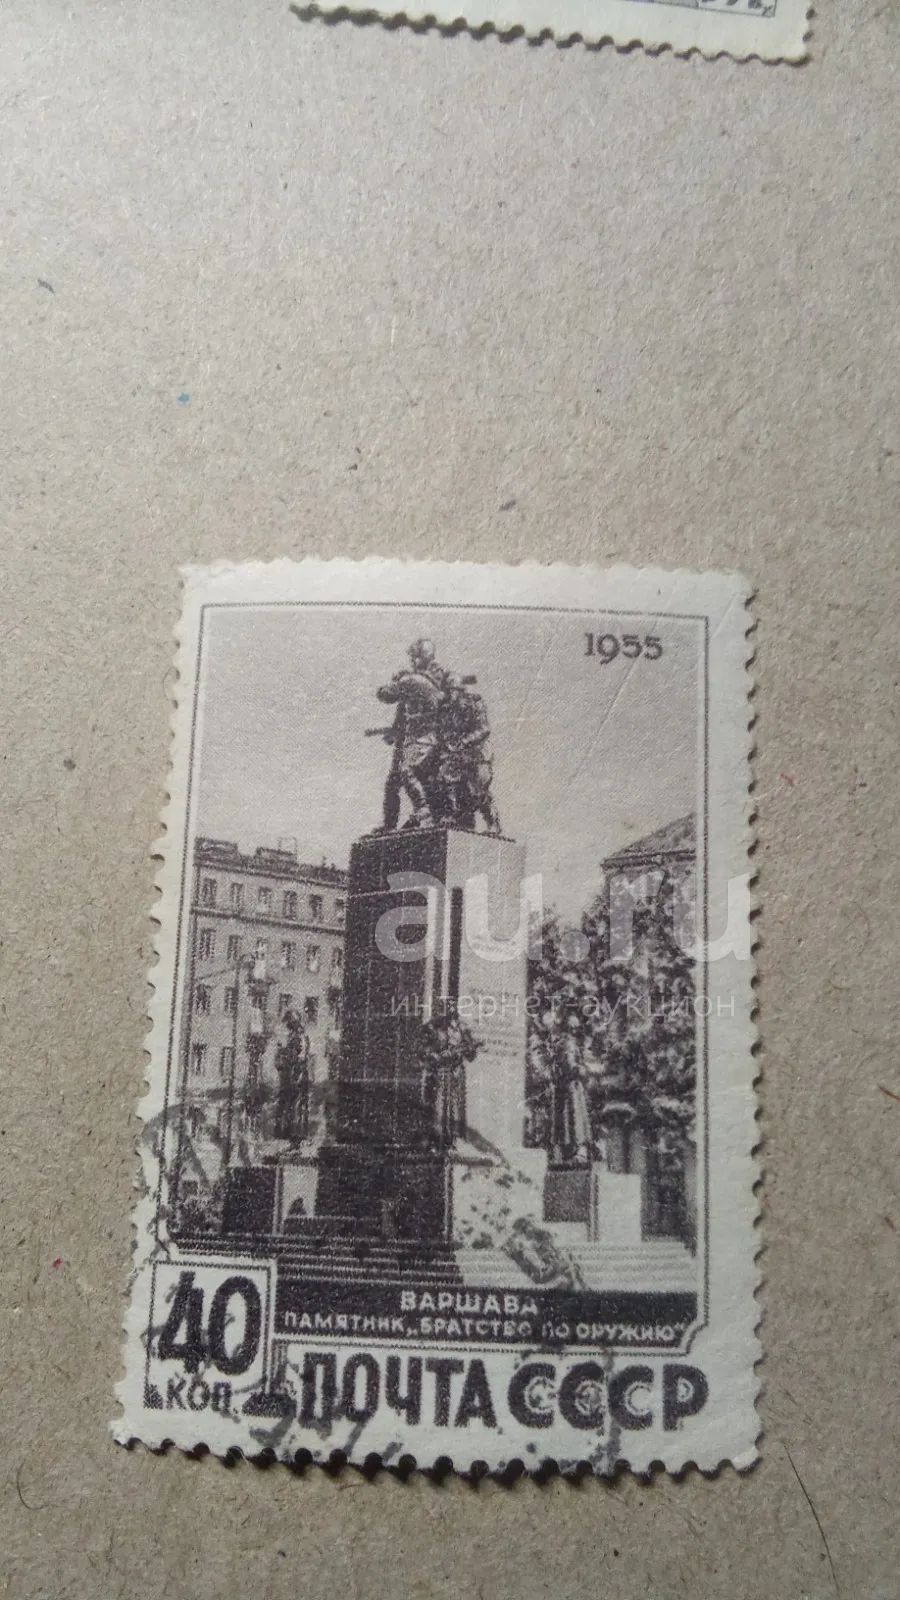 1955
au.ru
интернет-аукцион
ВАРШАВА
ПАМЯТНИК „БРАТСТВО ПО ОРУЖИЮ"
40
КОП.
ПОЧТА СССР